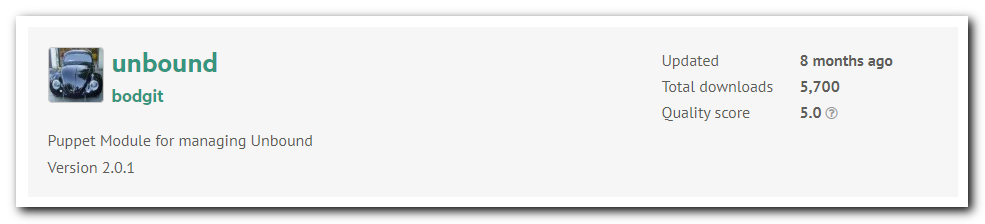 unbound
bodgit
Puppet Module for managing Unbound
Version 2.0.1
Updated 8 months ago
Total downloads 5,700
Quality score 5.0 ?